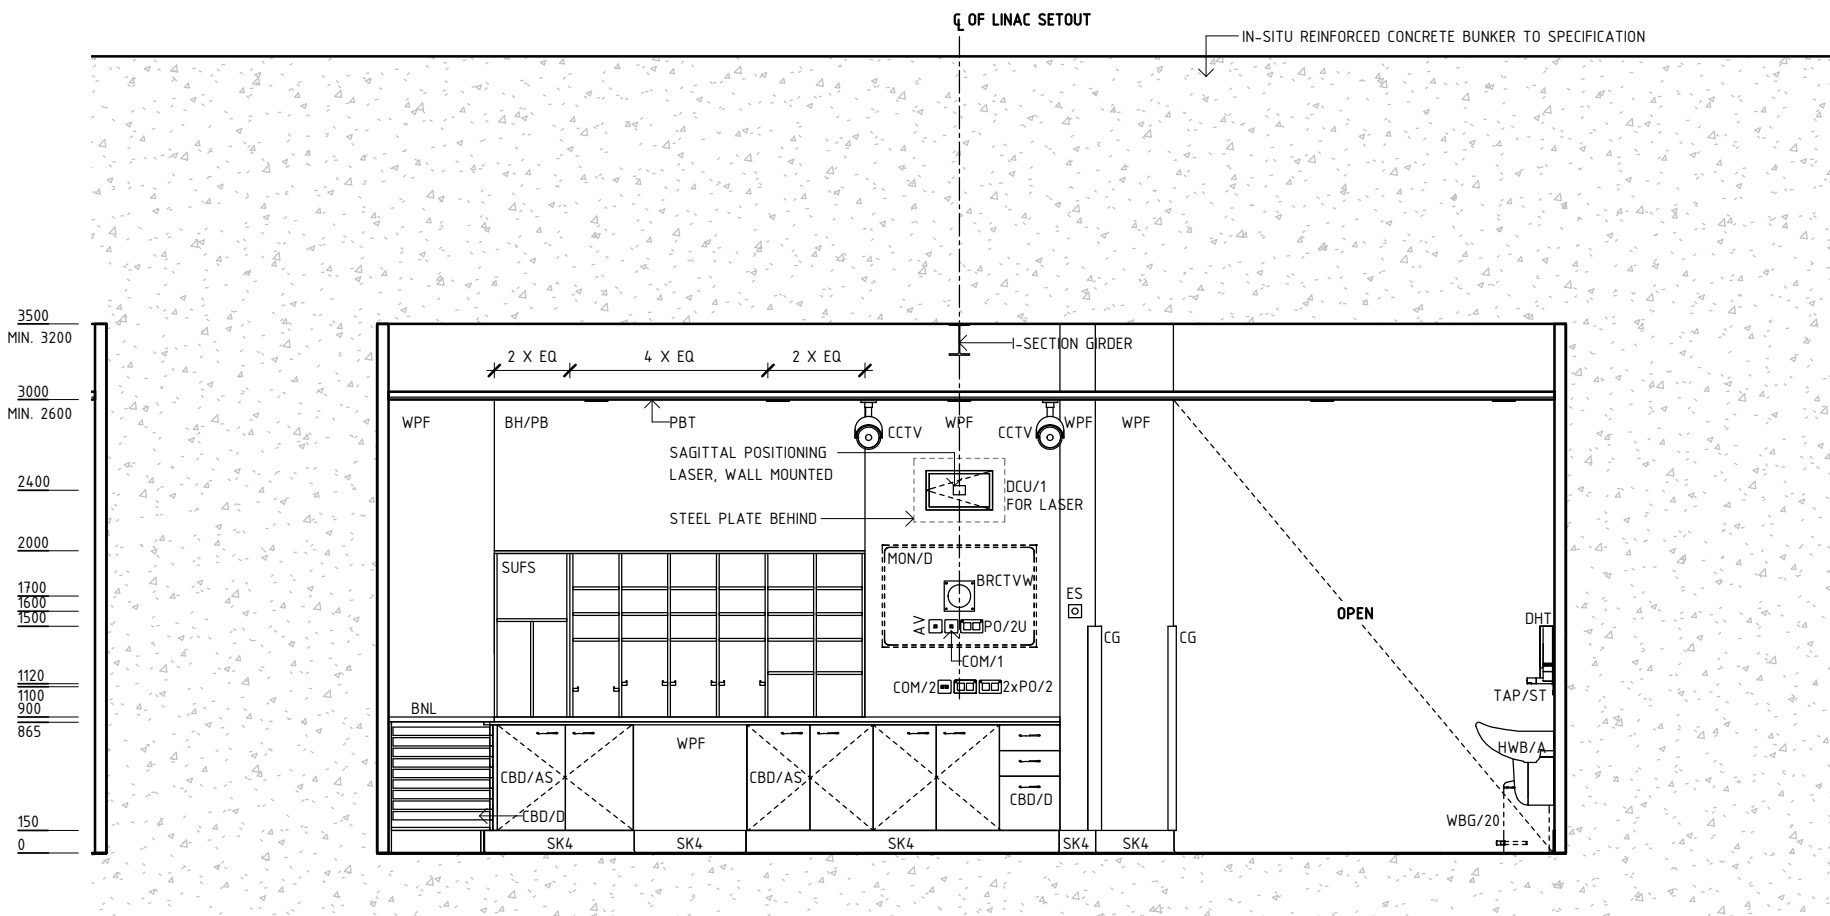 ℄ OF LINAC SETOUT
IN-SITU REINFORCED CONCRETE BUNKER TO SPECIFICATION
3500
MIN. 3200
I-SECTION GIRDER
2 X EQ
4 X EQ
2 X EQ
3000
MIN. 2600
WPF
BH/PB
PBT
CCTV
WPF
CCTV
WPF
WPF
SAGITTAL POSITIONING
LASER, WALL MOUNTED
2400
DCU/1
FOR LASER
STEEL PLATE BEHIND
2000
SUFS
MON/D
BRCTVW
1700
1600
1500
ES
OPEN
DHT
AV
PO/2U
CG
CG
COM/1
1120
1100
900
865
COM/2
2xPO/2
TAP/ST
BNL
WPF
HWB/A
CBD/AS
CBD/AS
CBD/D
CBD/D
WBG/20
150
0
SK4
SK4
SK4
SK4
SK4